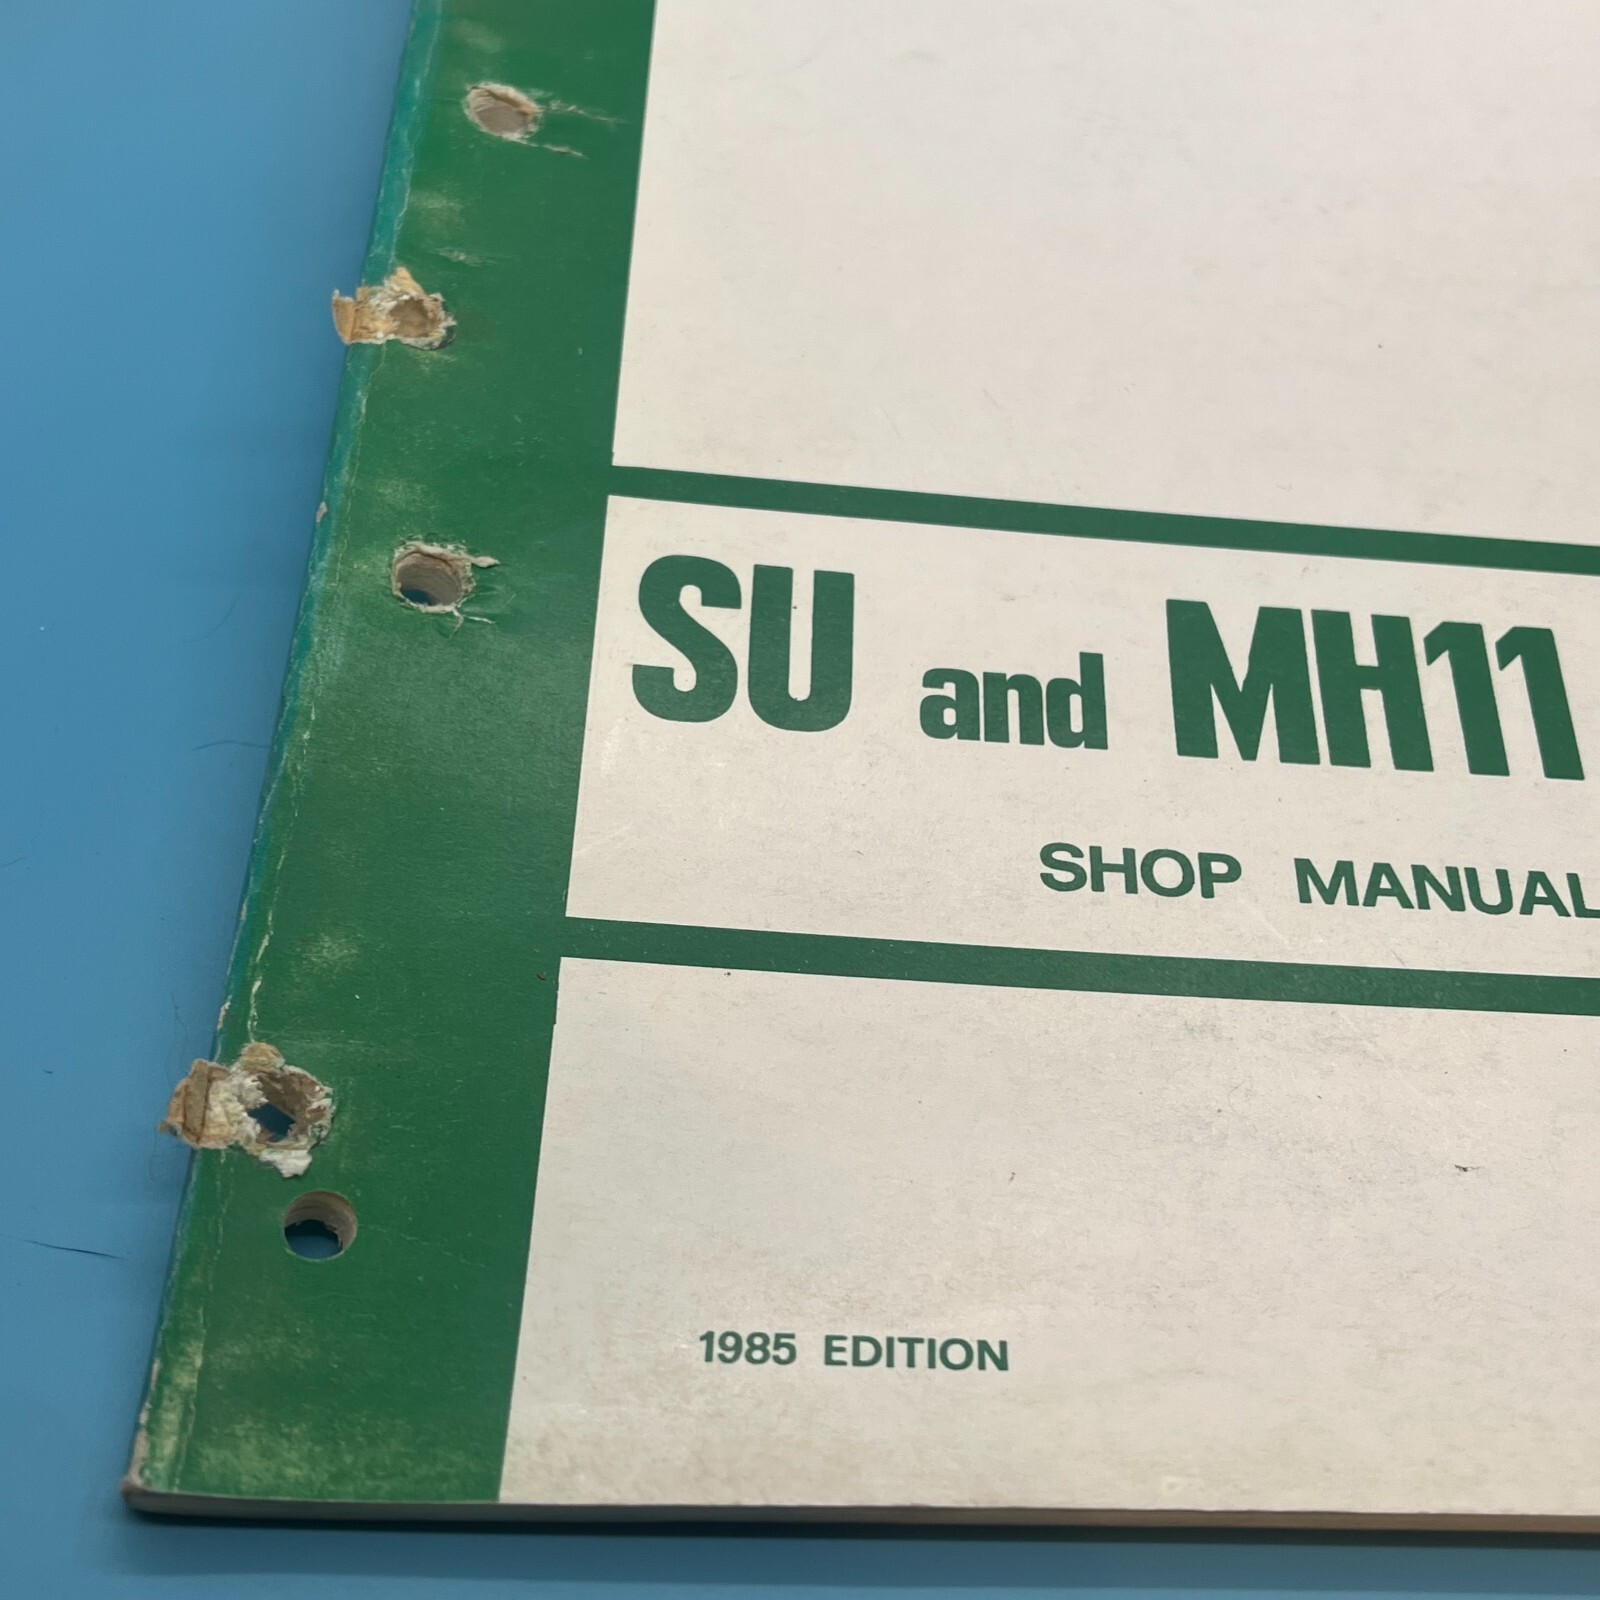 SU and MH11
SHOP MANUAL
1985 EDITION